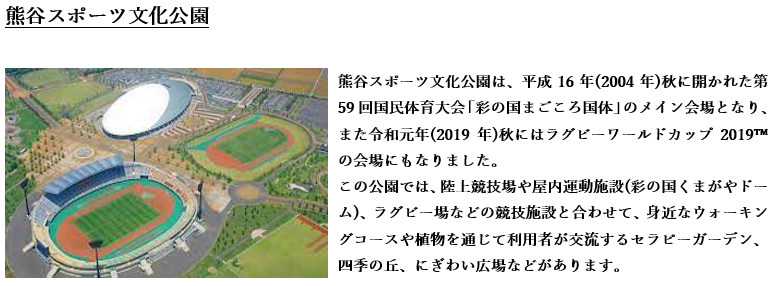 熊谷スポーツ文化公園
熊谷スポーツ文化公園は、平成 16 年(2004 年)秋に開かれた第
59 回国民体育大会「彩の国まごころ国体」のメイン会場となり、
また令和元年(2019 年)秋にはラグビーワールドカップ 2019™
の会場にもなりました。
この公園では、陸上競技場や屋内運動施設(彩の国くまがやドー
ム)、ラグビー場などの競技施設と合わせて、身近なウォーキン
グコースや植物を通じて利用者が交流するセラピーガーデン、
四季の丘、にぎわい広場などがあります。